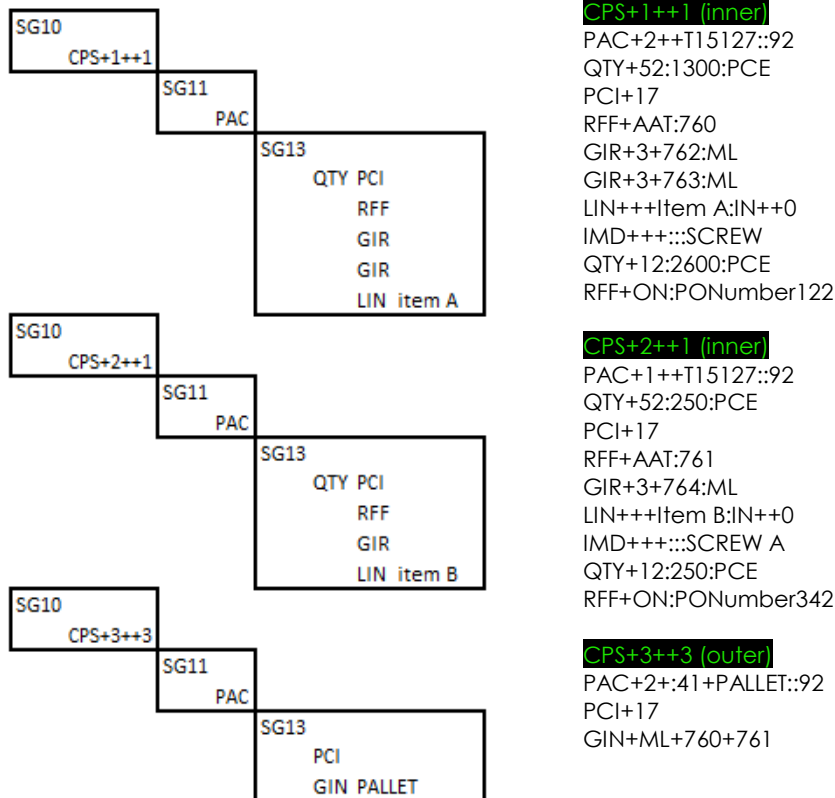 SG10
CPS+1++1
SG11
PAC
SG13
QTY PCI
RFF
GIR
GIR
LIN item A
SG10
CPS+2++1
SG11
PAC
SG13
QTY PCI
RFF
GIR
LIN item B
SG10
CPS+3++3
SG11
PAC
SG13
PCI
GIN PALLET
CPS+1++1 (inner)
PAC+2++T15127::92
QTY+52:1300:PCE
PCI+17
RFF+AAT:760
GIR+3+762:ML
GIR+3+763:ML
LIN+++Item A:IN++0
IMD+++:::SCREW
QTY+12:2600:PCE
RFF+ON:PONumber122
CPS+2++1 (inner)
PAC+1++T15127::92
QTY+52:250:PCE
PCI+17
RFF+AAT:761
GIR+3+764:ML
LIN+++Item B:IN++0
IMD+++:::SCREW A
QTY+12:250:PCE
RFF+ON:PONumber342
CPS+3++3 (outer)
PAC+2+:41+PALLET::92
PCI+17
GIN+ML+760+761